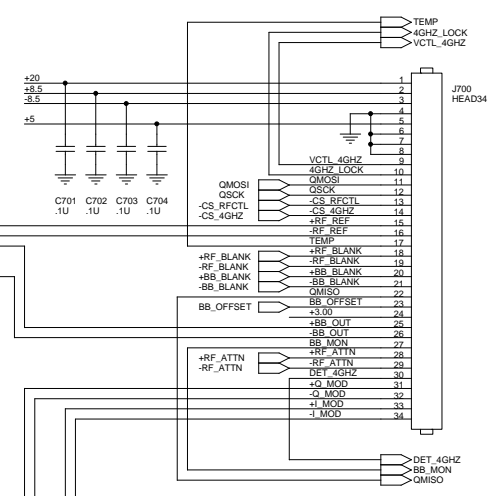 TEMP
4GHZ_LOCK
VCTL_4GHZ
+20 1
+8.5 2
-8.5 3
4
+5 5
6
7
8
J700
HEAD34
VCTL_4GHZ 9
4GHZ_LOCK 10
QMOSI QMOSI 11
QSCK QSCK 12
-CS_RFCTL -CS_RFCTL 13
-CS_4GHZ -CS_4GHZ 14
C701 C702 C703 C704
.1U .1U .1U .1U
+RF_REF 15
-RF_REF 16
TEMP 17
+RF_BLANK +RF_BLANK 18
-RF_BLANK -RF_BLANK 19
+BB_BLANK +BB_BLANK 20
-BB_BLANK -BB_BLANK 21
QMISO 22
BB_OFFSET BB_OFFSET 23
+3.00 24
+BB_OUT 25
-BB_OUT 26
BB_MON 27
+RF_ATTN +RF_ATTN 28
-RF_ATTN -RF_ATTN 29
DET_4GHZ 30
+Q_MOD 31
-Q_MOD 32
+I_MOD 33
-I_MOD 34
DET_4GHZ
BB_MON
QMISO